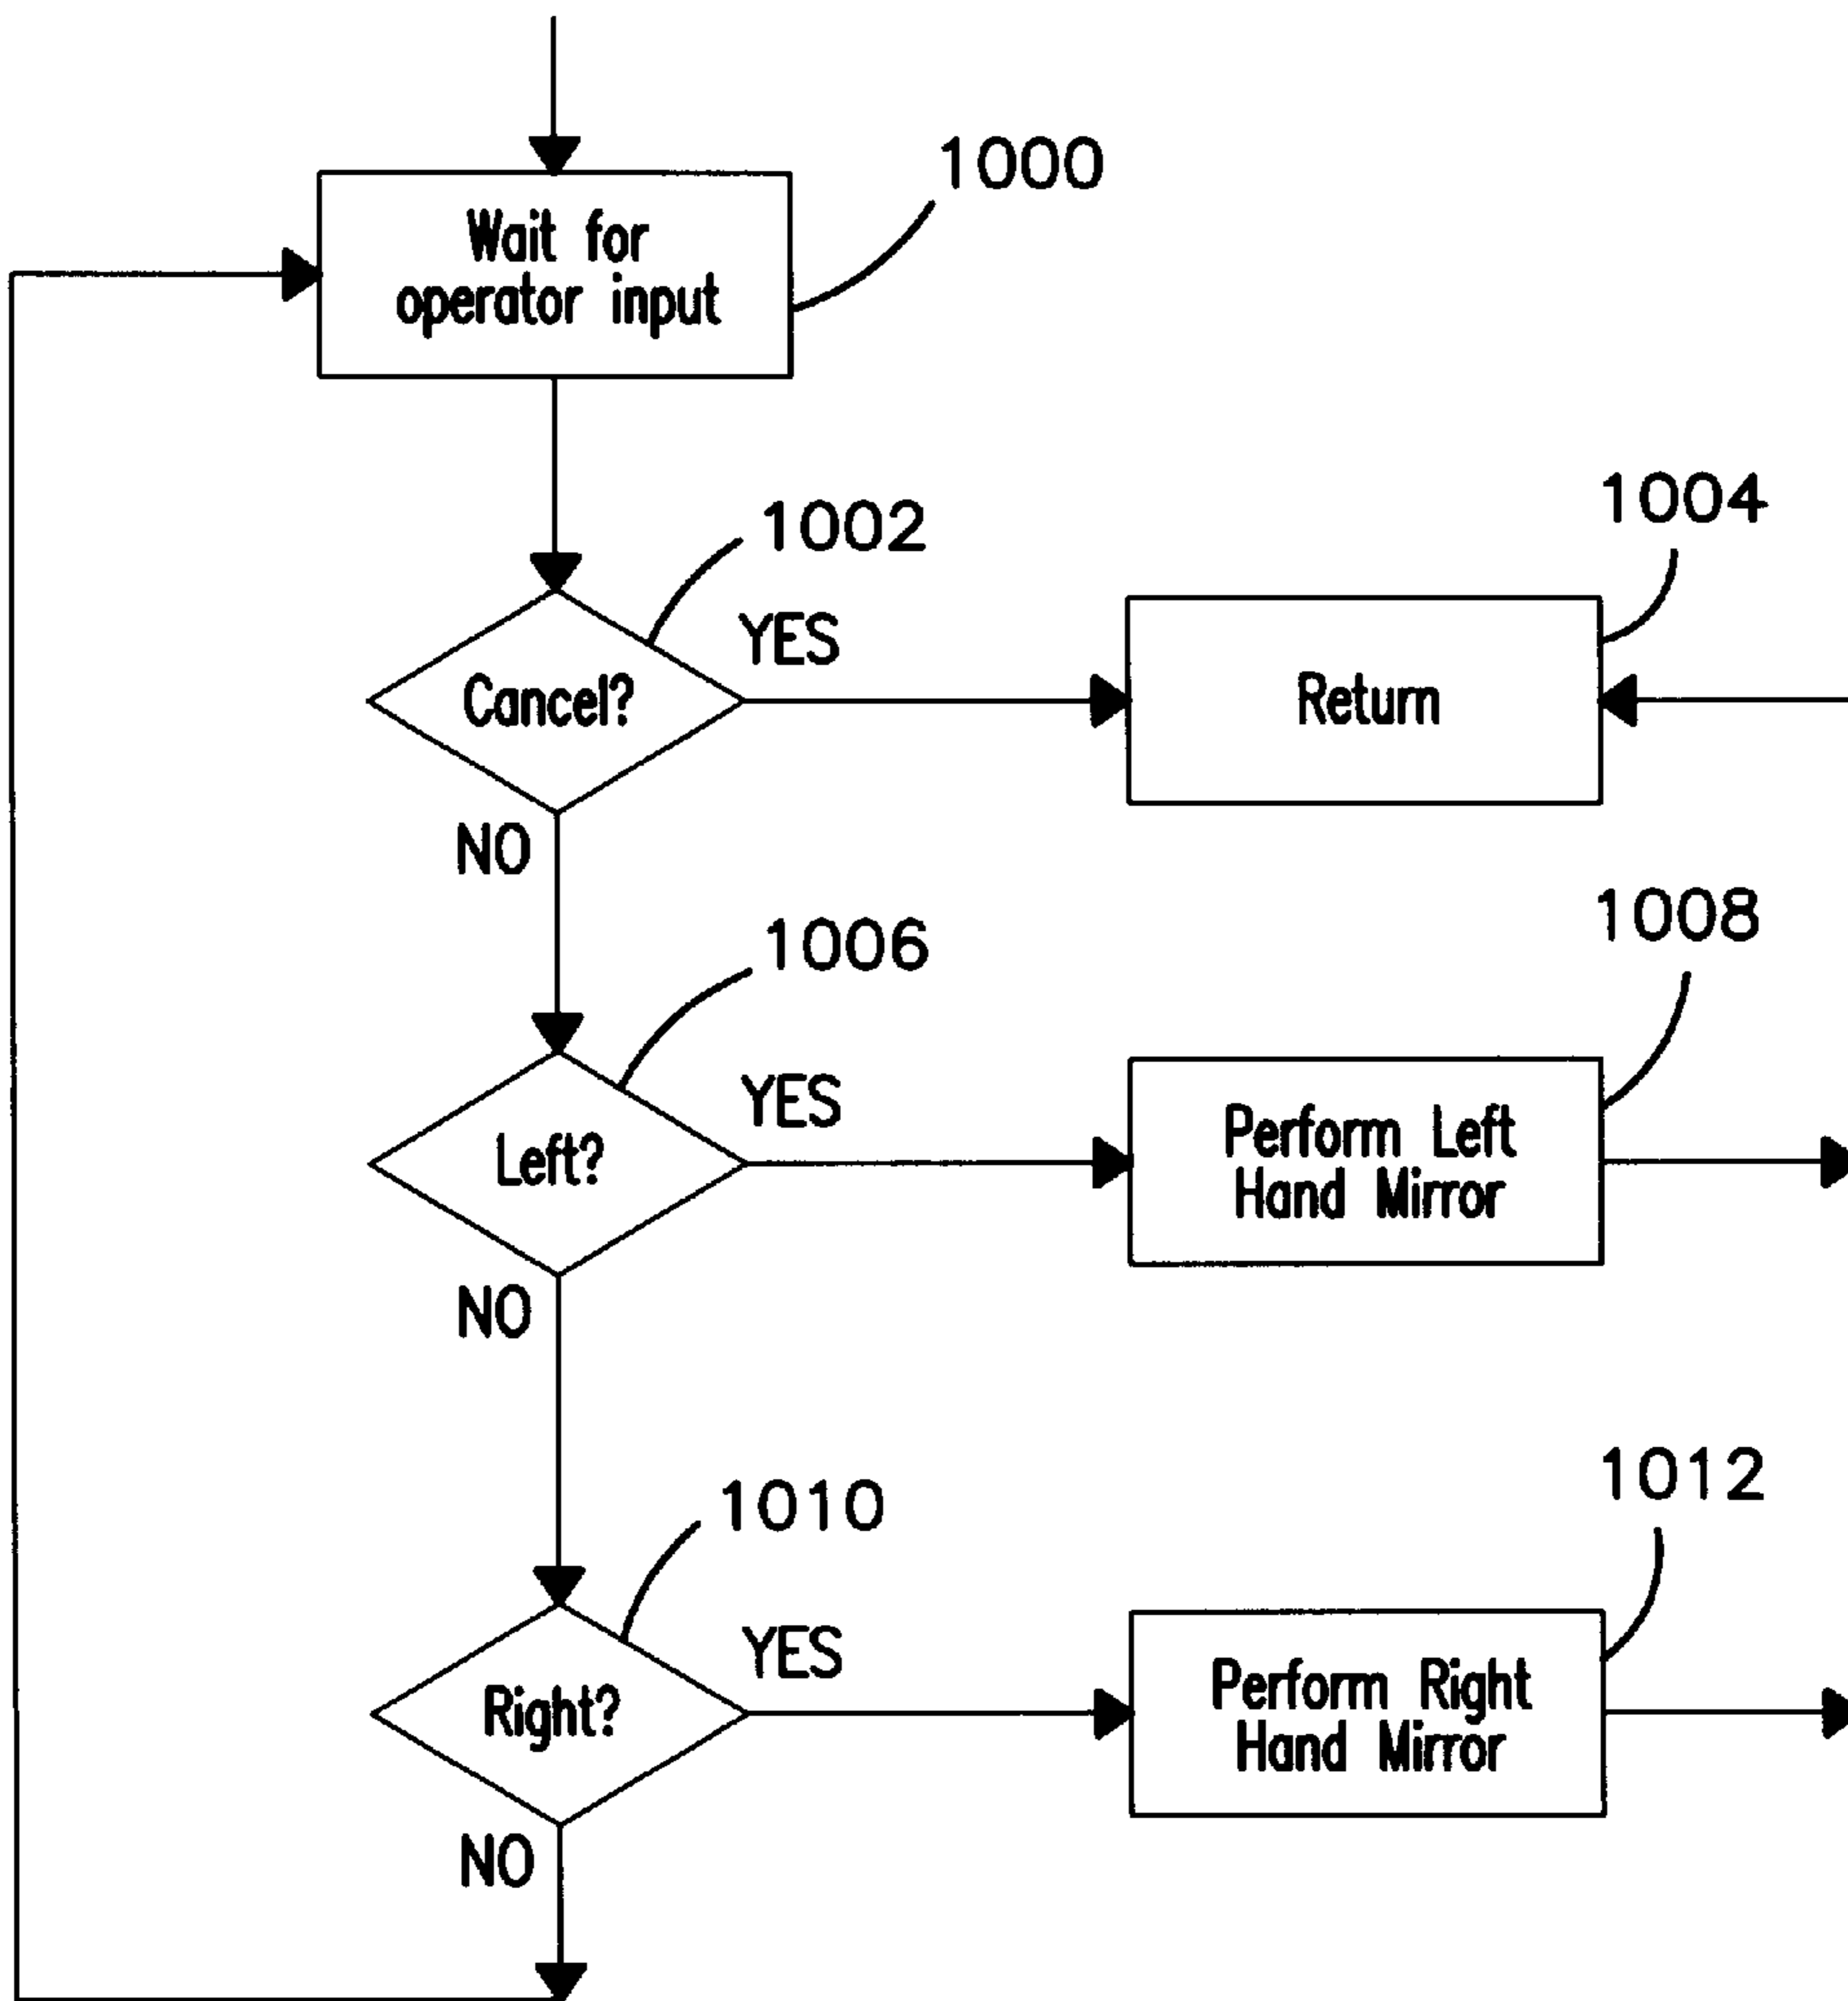 1000
Wait for
operator input
1002
1004
YES
Cancel?
Return
NO
1006
1008
YES
Left?
Perform Left
Hand Mirror
NO
1010
1012
YES
Right?
Perform Right
Hand Mirror
NO